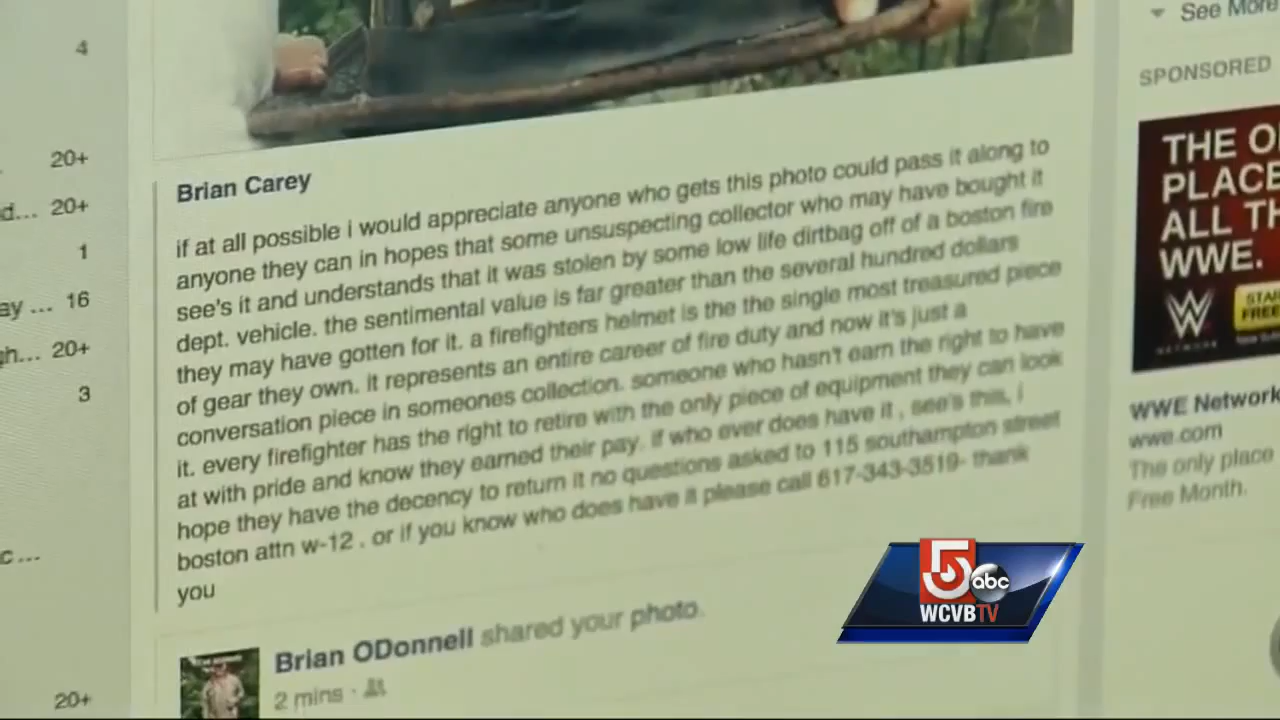 4
20+
d... 20+
1
ay ... 16
gh... 20+
3
c ...
20+
Brian Carey
if at all possible i would appreciate anyone who gets this photo could pass it along to
anyone they can in hopes that some unsuspecting collector who may have bought it
see's it and understands that it was stolen by some low life dirtbag off of a boston fire
dept. vehicle. the sentimental value is far greater than the several hundred dollars
they may have gotten for it. a firefighters helmet is the the single most treasured piece
of gear they own. it represents an entire career of fire duty and now it's just a
conversation piece in someones collection. someone who hasn't earn the right to have
it. every firefighter has the right to retire with the only piece of equipment they can look
at with pride and know they earned their pay. if who ever does have it , see's this, i
hope they have the decency to return it no questions asked to 115 southampton street
boston attn w-12 . or if you know who does have it please call 617-343-3519- thank
you
Brian ODonnell shared your photo.
2 mins ·
See More
SPONSORED
THE O
PLACE
ALL TH
WWE.
W
NETWORK
STAR
FREE
WWE Network
wwe.com
The only place
Free Month.
5 abc
WCVBTV